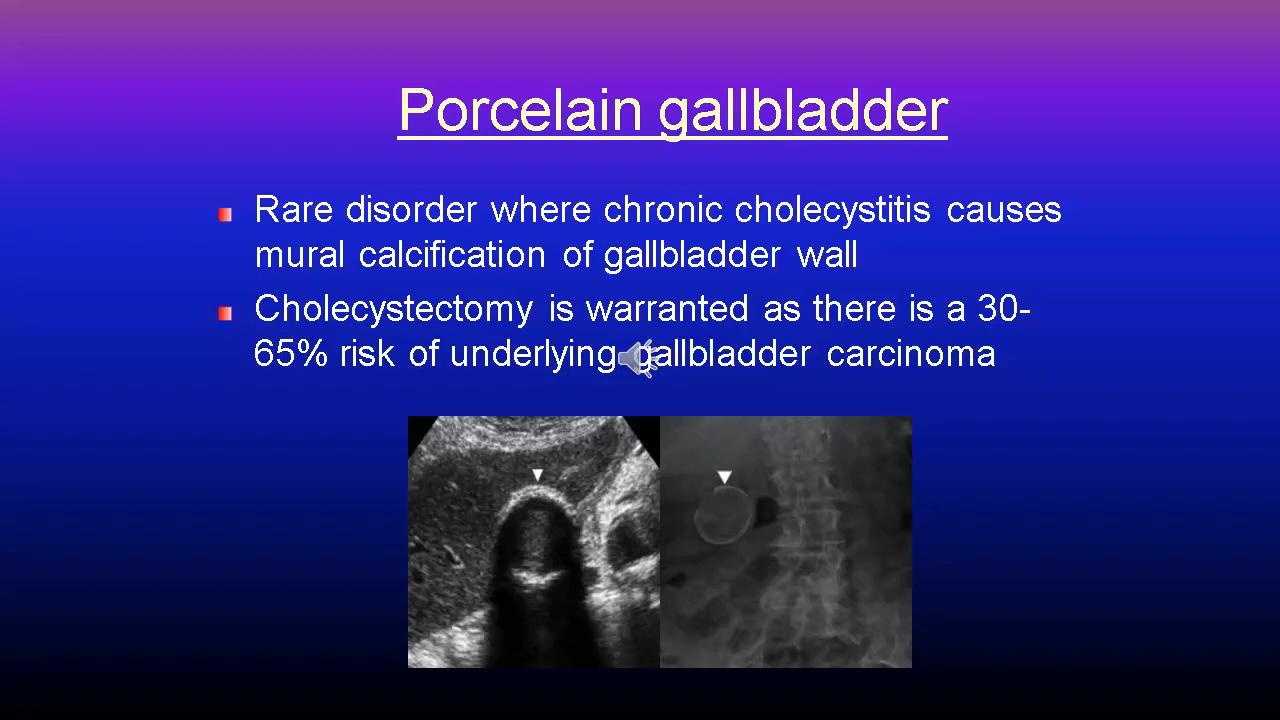 Porcelain gallbladder
Rare disorder where chronic cholecystitis causes
mural calcification of gallbladder wall
Cholecystectomy is warranted as there is a 30-
65% risk of underlying gallbladder carcinoma